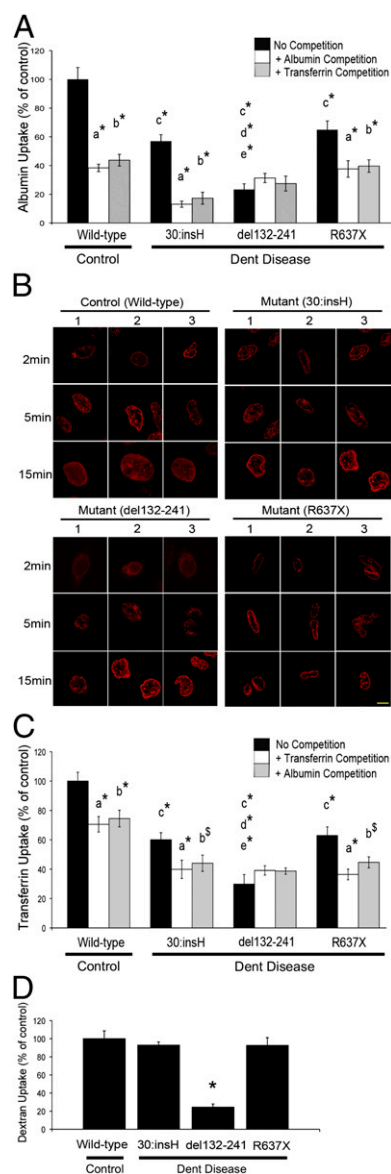 A
No Competition
+ Albumin Competition
+ Transferrin Competition
Albumin Uptake (% of control)
120
100
80
60
40
20
0
a* b*
c*
a* b*
c*
d*
e*
c*
a* b*
Wild-type 30:insH del132-241 R637X
Control Dent Disease
B
Control (Wild-type) Mutant (30:insH)
1 2 3 1 2 3
2min
5min
15min
Mutant (del132-241) Mutant (R637X)
1 2 3 1 2 3
2min
5min
15min
C
No Competition
+ Transferrin Competition
+ Albumin Competition
Transferrin Uptake (% of control)
120
100
80
60
40
20
0
a* b*
c*
a* b$
c*
d*
e*
c*
a* b$
Wild-type 30:insH del132-241 R637X
Control Dent Disease
D
Dextran Uptake (% of control)
120
100
80
60
40
20
0
*
Wild-type 30:insH del132-241 R637X
Control Dent Disease